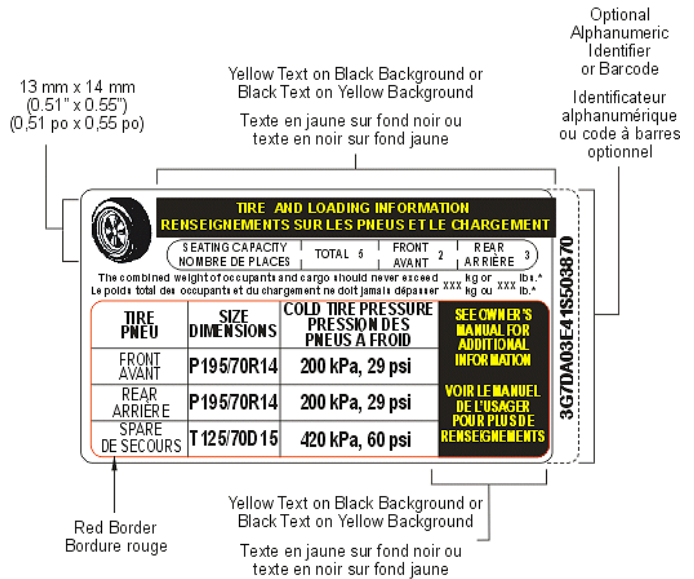 Optional
Alphanumeric
Identifier
or Barcode
Identificateur
alphanumérique
ou code à barres
optionnel
Yellow Text on Black Background or
Black Text on Yellow Background
Texte en jaune sur fond noir ou
texte en noir sur fond jaune
13 mm x 14 mm
(0.51" x 0.55")
(0,51 po x 0,55 po)
TIRE AND LOADING INFORMATION
RENSEIGNEMENTS SUR LES PNEUS ET LE CHARGEMENT
SEATING CAPACITY
NOMBRE DE PLACES
TOTAL 5
FRONT
AVANT 2
REAR
ARRIÈRE 3
The combined weight of occupants and cargo should never exceed XXX kg or XXX lbs.*
Le poids total des occupants et du chargement ne doit jamais dépasser XXX kg ou XXX lb.*
TIRE
PNEU
SIZE
DIMENSIONS
COLD TIRE PRESSURE
PRESSION DES
PNEUS A FROID
SEE OWNER'S
MANUAL FOR
ADDITIONAL
INFORMATION
FRONT
AVANT
P195/70R14
200 kPa, 29 psi
REAR
ARRIÈRE
P195/70R14
200 kPa, 29 psi
VOIR LE MANUEL
DE L'USAGER
POUR PLUS DE
RENSEIGNEMENTS
SPARE
DE SECOURS
T125/70D15
420 kPa, 60 psi
3G7DA03E41S503870
Red Border
Bordure rouge
Yellow Text on Black Background or
Black Text on Yellow Background
Texte en jaune sur fond noir ou
texte en noir sur fond jaune